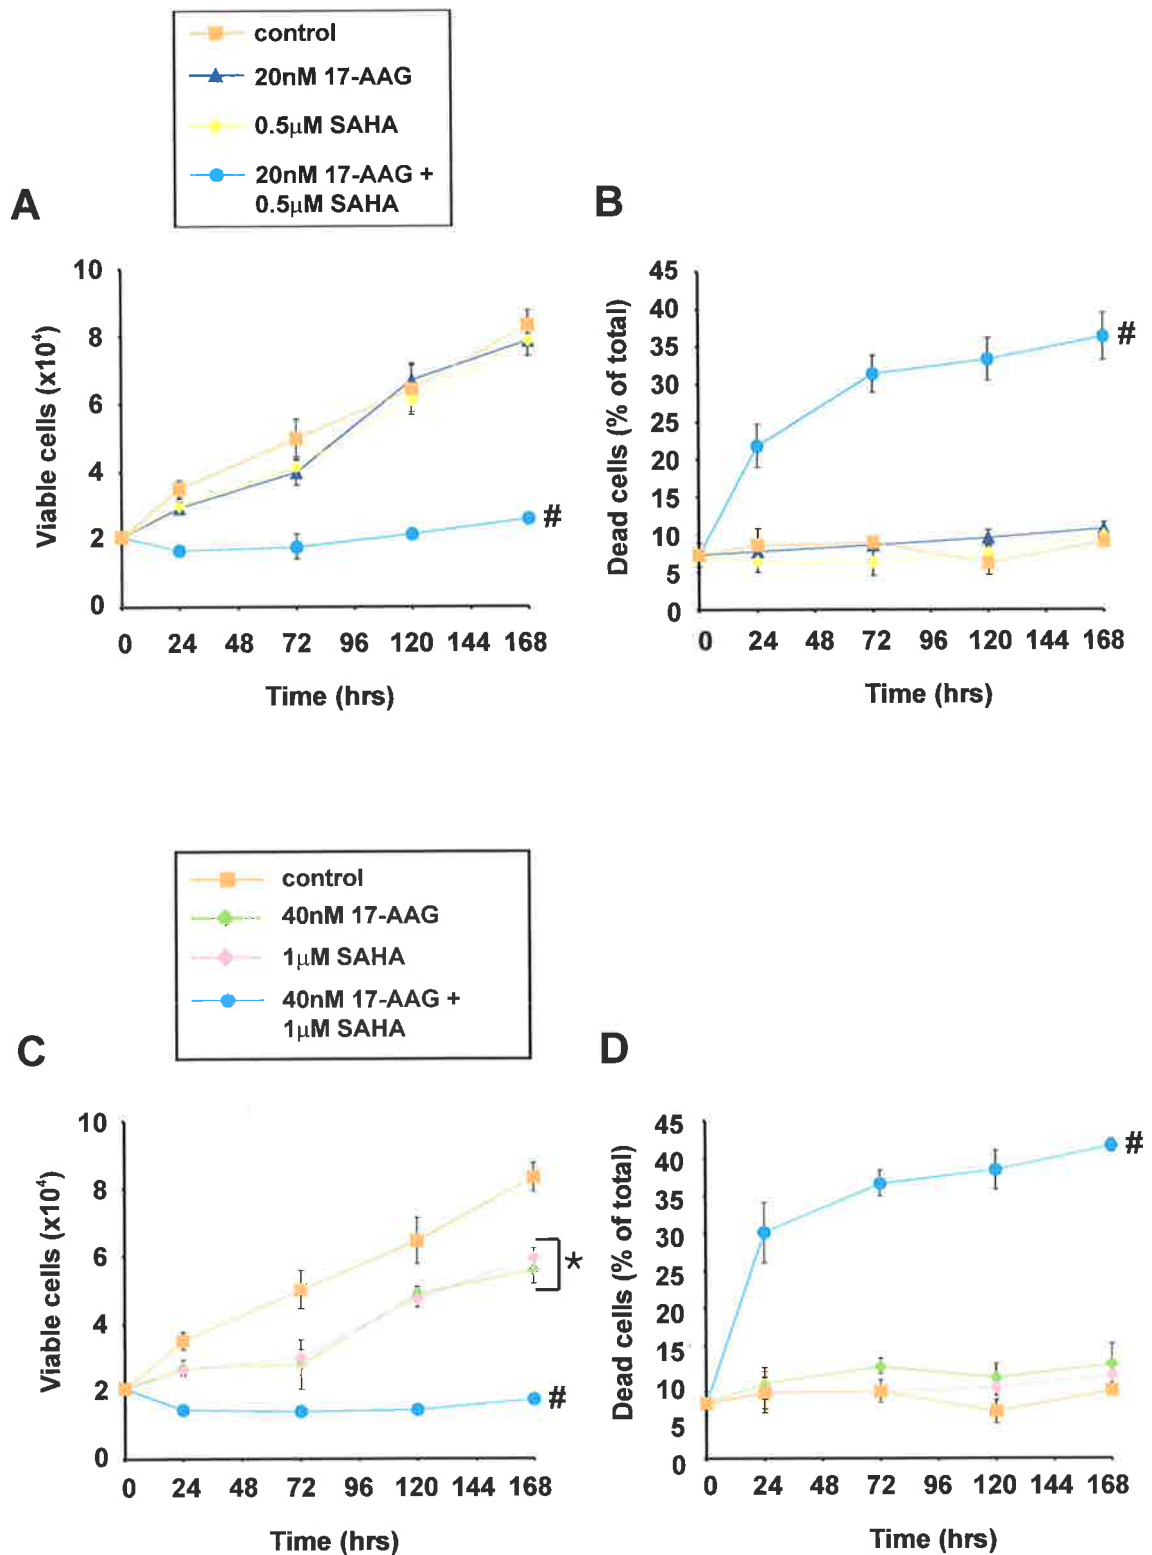 control
20nM 17-AAG
0.5μM SAHA
20nM 17-AAG +
0.5μM SAHA
A
B
10
8
6
4
2
0
Viable cells (x10⁴)
0 24 48 72 96 120 144 168
Time (hrs)
#
45
40
35
30
25
20
15
10
5
0
Dead cells (% of total)
0 24 48 72 96 120 144 168
Time (hrs)
#
control
40nM 17-AAG
1μM SAHA
40nM 17-AAG +
1μM SAHA
C
D
10
8
6
4
2
0
Viable cells (x10⁴)
0 24 48 72 96 120 144 168
Time (hrs)
*
#
45
40
35
30
25
20
15
10
5
0
Dead cells (% of total)
0 24 48 72 96 120 144 168
Time (hrs)
#